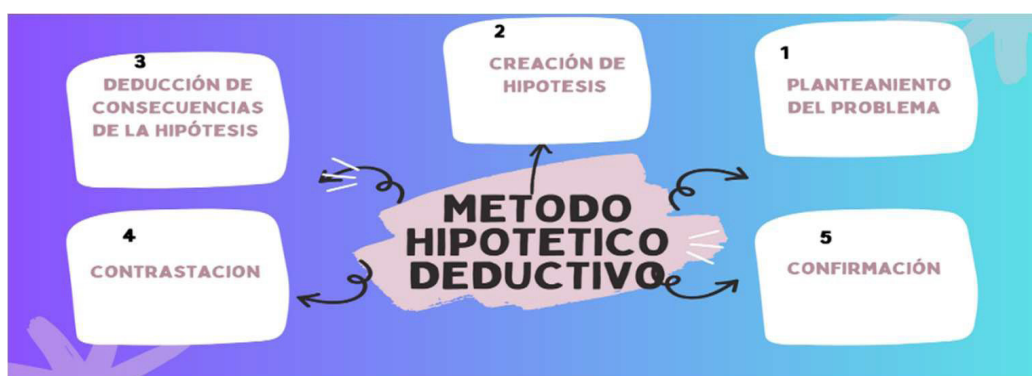 3
DEDUCCIÓN DE
CONSECUENCIAS
DE LA HIPÓTESIS
2
CREACIÓN DE
HIPOTESIS
1
PLANTEANIENTO
DEL PROBLEMA
METODO
HIPOTETICO
DEDUCTIVO
4
CONTRASTACION
5
CONFIRMACIÓN